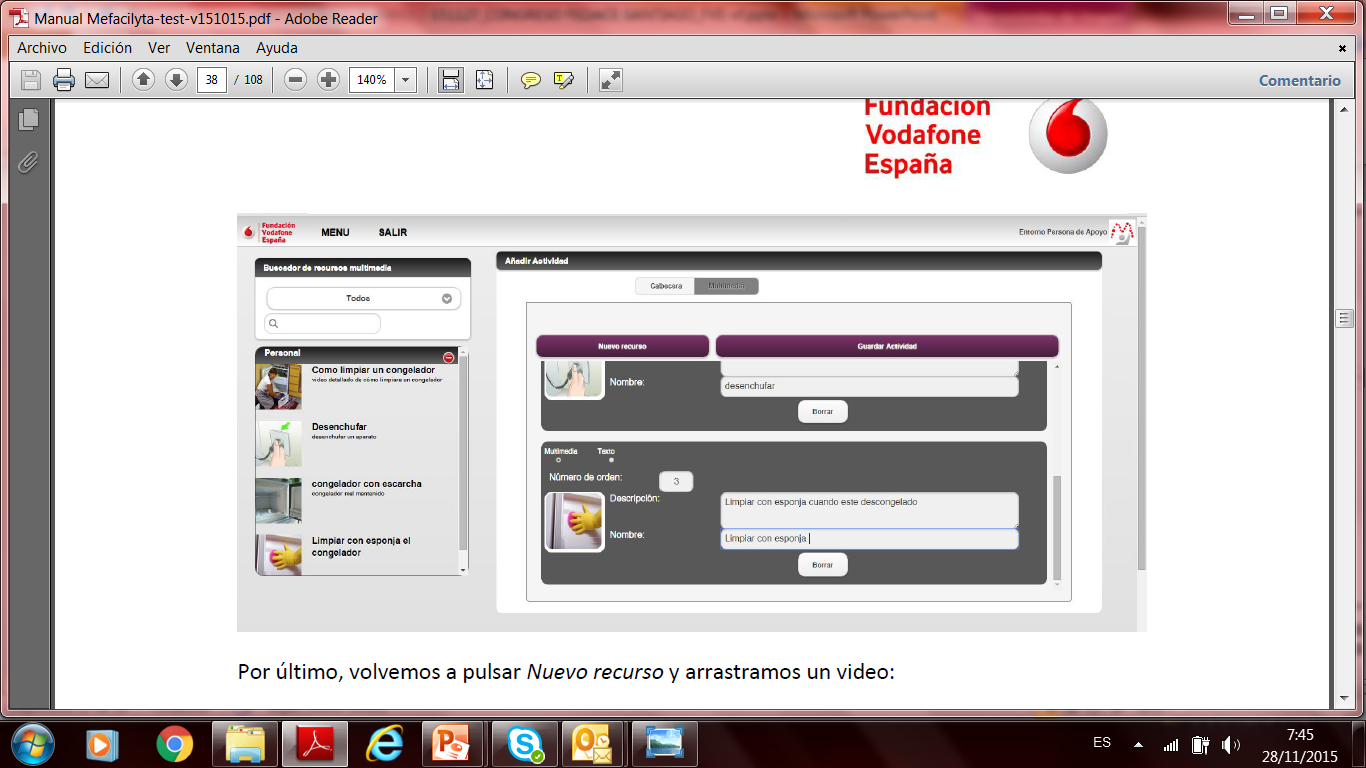 Manual Mefacilyta-test-v151015.pdf - Adobe Reader
Archivo Edición Ver Ventana Ayuda
38 / 108 140% Comentario
Fundación
Vodafone
España
Fundación
Vodafone
España
MENU SALIR
Entorno Persona de Apoyo
Buscador de recursos multimedia
Todos
Personal
Como limpiar un congelador
video detallado de cómo limpiara un congelador
Desenchufar
desenchufar un aparato
congelador con escarcha
congelador mal mantenido
Limpiar con esponja el
congelador
Añadir Actividad
Cabecera Multimedia
Nuevo recurso Guardar Actividad
Nombre: desenchufar
Borrar
Multimedia Texto
Número de orden: 3
Descripción: Limpiar con esponja cuando este descongelado
Nombre: Limpiar con esponja
Borrar
Por último, volvemos a pulsar Nuevo recurso y arrastramos un video:
ES
7:45
28/11/2015